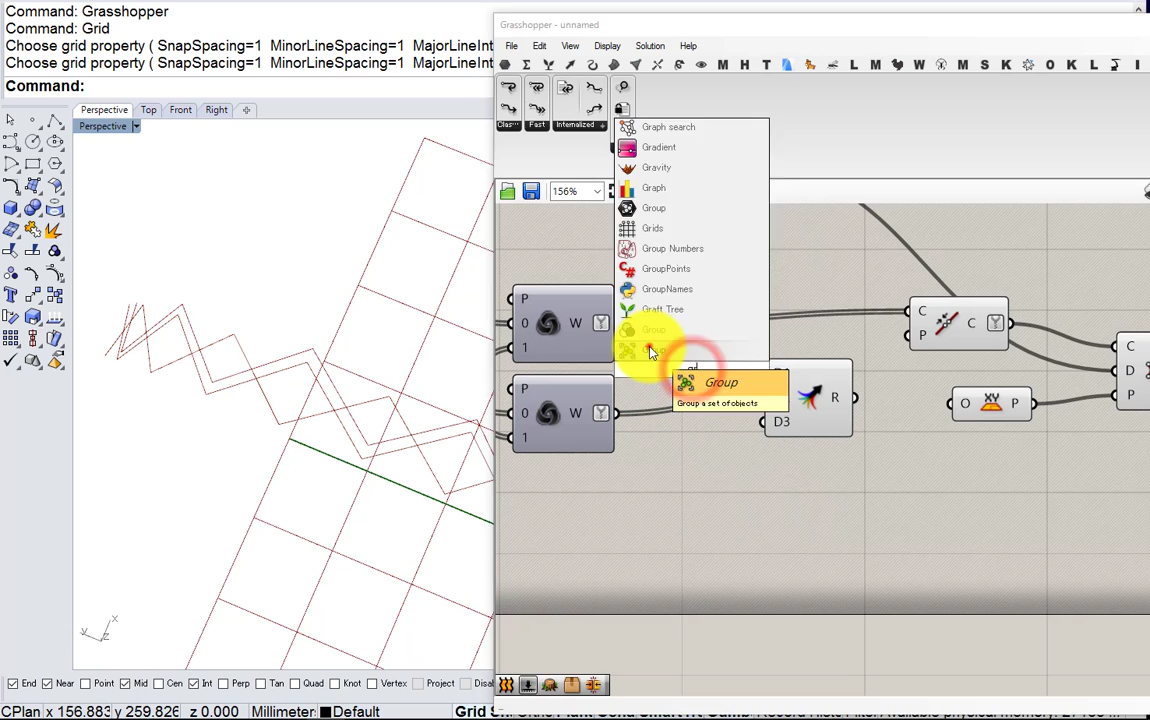 Command: Grasshopper
Command: Grid
Choose grid property ( SnapSpacing=1 MinorLineSpacing=1 MajorLineInt
Choose grid property ( SnapSpacing=1 MinorLineSpacing=1 MajorLineInt
Command:
Perspective Top Front Right
Perspective
Grasshopper - unnamed
File Edit View Display Solution Help
M H T L M W M S K O K L I
Clas… Fast Internalized
156%
Graph search
Gradient
Gravity
Graph
Group
Grids
Group Numbers
GroupPoints
GroupNames
Graft Tree
Group
Group
Group a set of objects
P
0 W
1
P
0 W
1
R
D3
C
P C
O XY P
C
D
P
x y z
End Near Point Mid Cen Int Perp Tan Quad Knot Vertex Project
CPlan x 156.883 y 259.826 z 0.000 Millimeter Default Grid S